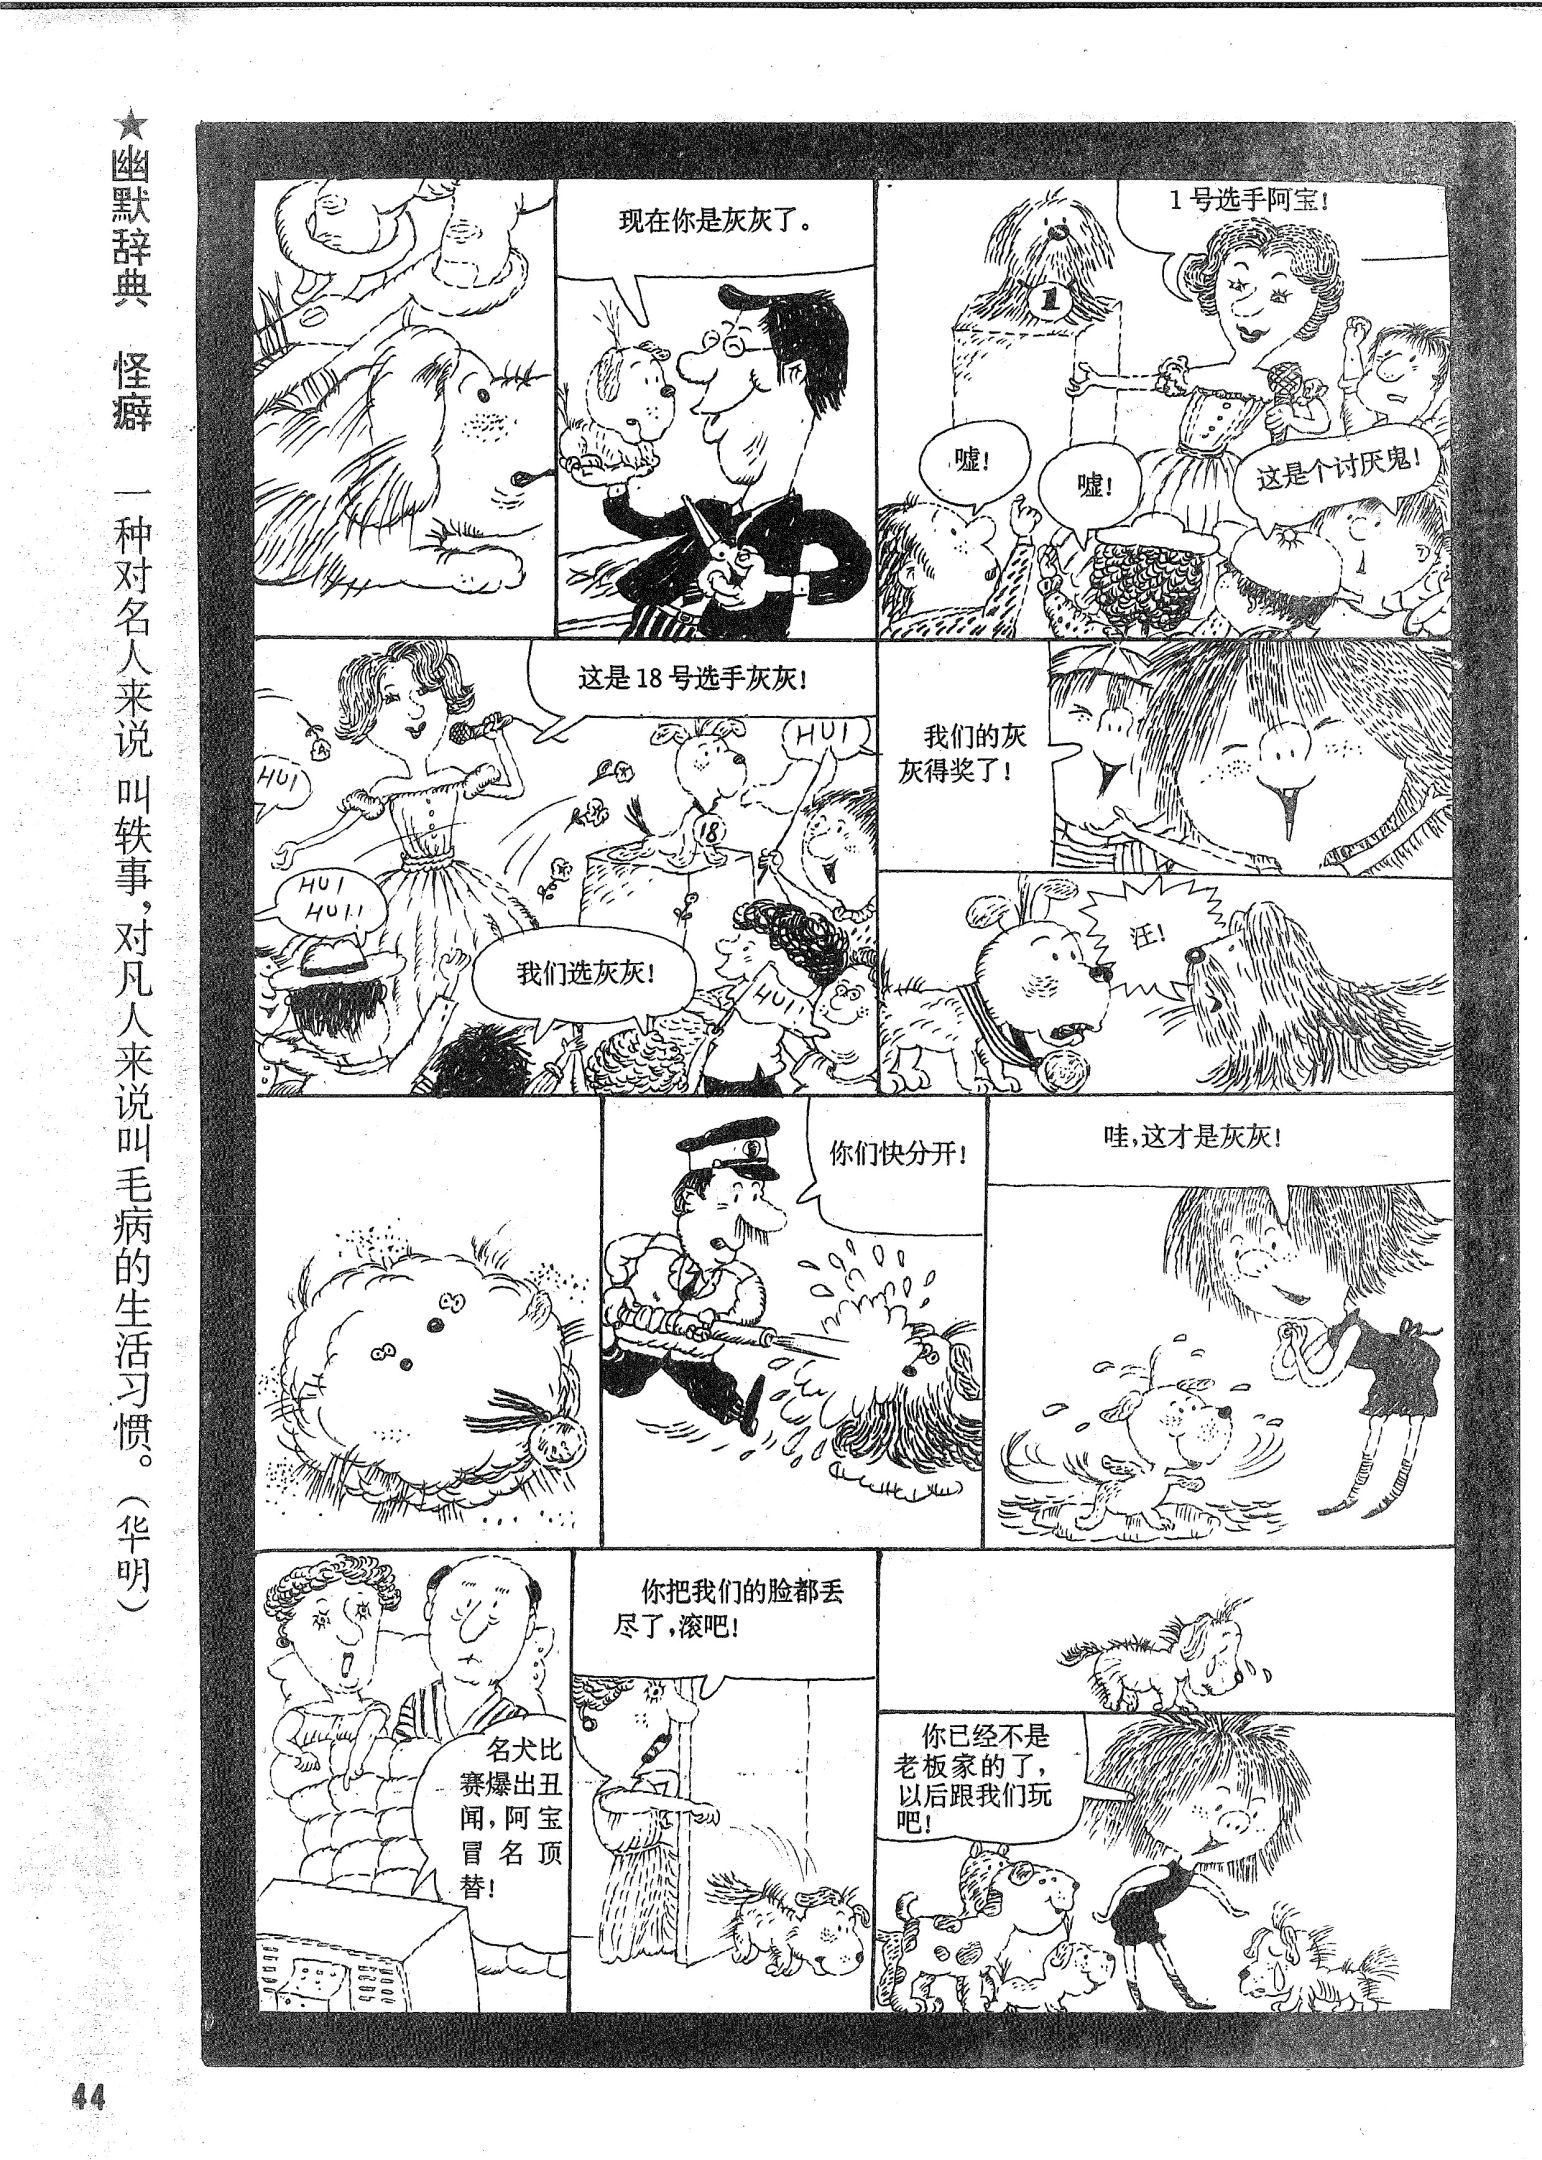 ★幽默辞典 怪癖 一种对名人来说叫轶事，对凡人来说叫毛病的生活习惯。（华明）
现在你是灰灰了。
1号选手阿宝！
1
嘘！
嘘！
这是个讨厌鬼！
这是18号选手灰灰！
HUI
HUI
18
HUI
HUI！
我们选灰灰！
HUI
我们的灰
灰得奖了！
汪！
你们快分开！
哇，这才是灰灰！
名犬比
赛爆出丑
闻，阿宝
冒名顶
替！
你把我们的脸都丢
尽了，滚吧！
你已经不是
老板家的了，
以后跟我们玩
吧！
44